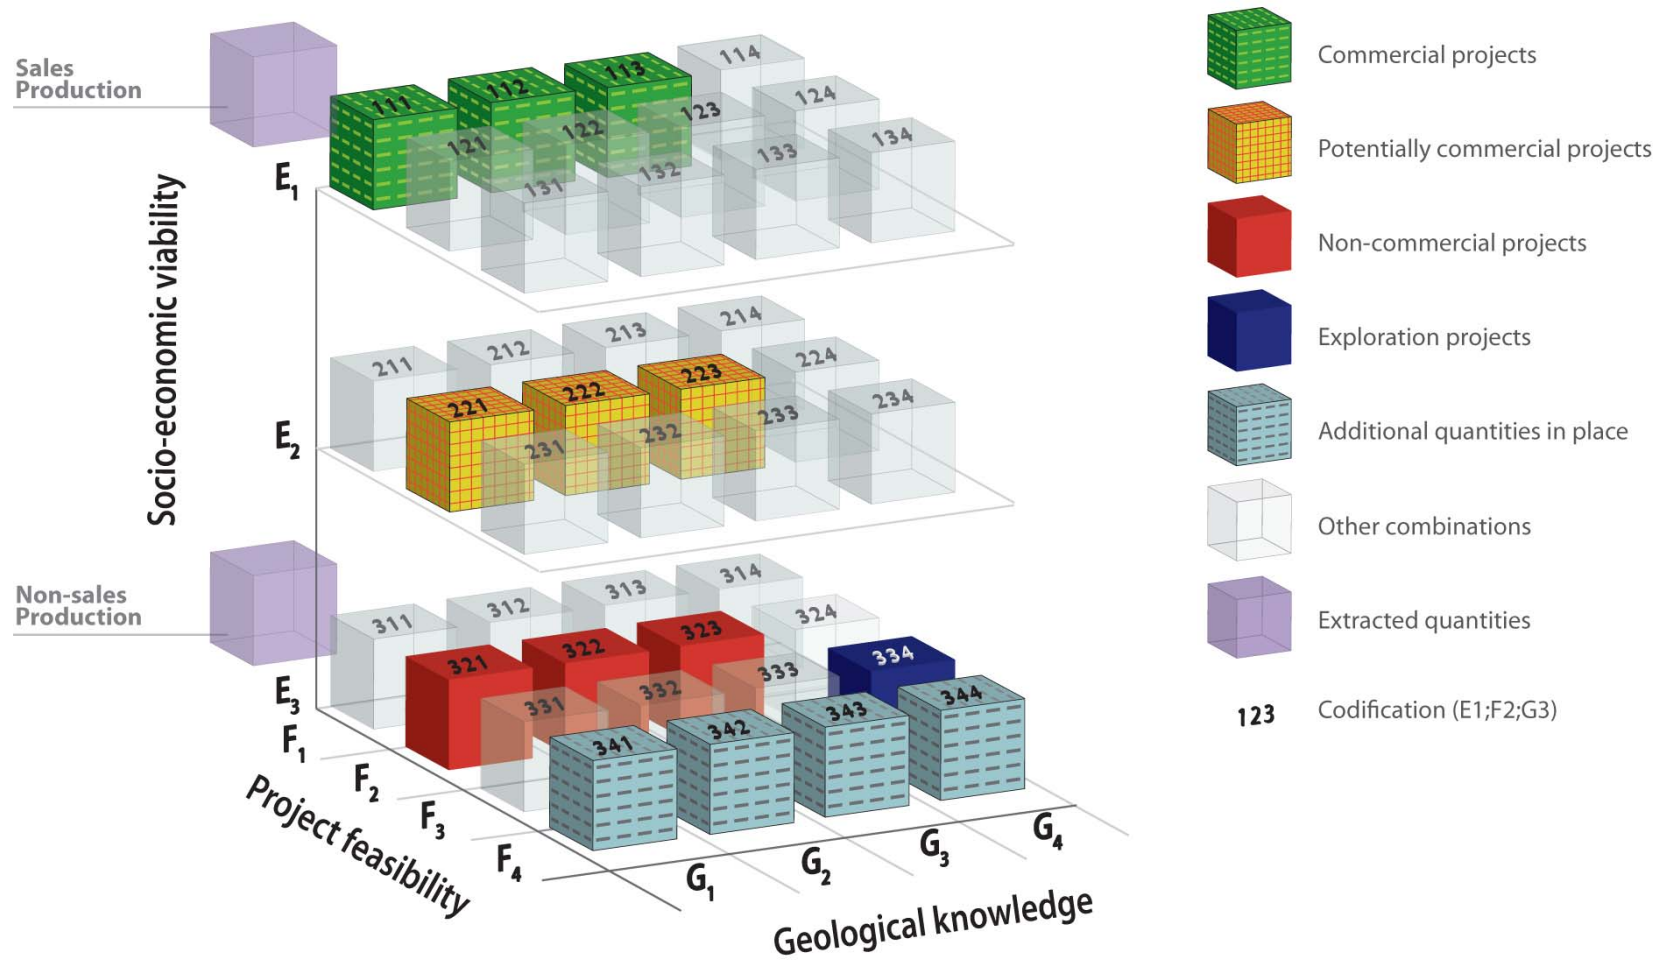 Sales
Production
Socio-economic viability
E1
111
112
113
114
121
122
123
124
131
132
133
134
E2
211
212
213
214
221
222
223
224
231
232
233
234
Non-sales
Production
E3
311
312
313
314
321
322
323
324
331
332
333
334
341
342
343
344
F1
F2
F3
F4
Project feasibility
G1
G2
G3
G4
Geological knowledge
Commercial projects
Potentially commercial projects
Non-commercial projects
Exploration projects
Additional quantities in place
Other combinations
Extracted quantities
123 Codification (E1;F2;G3)